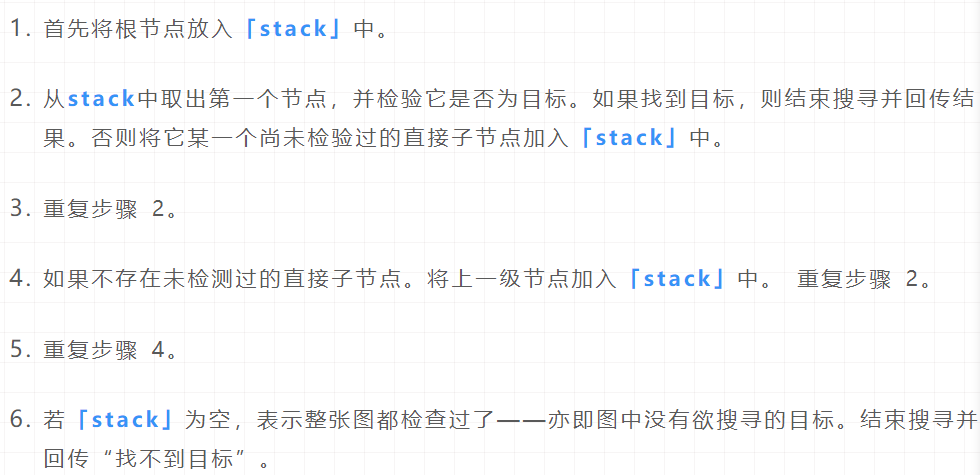 1. 首先将根节点放入「stack」中。
2. 从stack中取出第一个节点，并检验它是否为目标。如果找到目标，则结束搜寻并回传结
果。否则将它某一个尚未检验过的直接子节点加入「stack」中。
3. 重复步骤 2。
4. 如果不存在未检测过的直接子节点。将上一级节点加入「stack」中。 重复步骤 2。
5. 重复步骤 4。
6. 若「stack」为空，表示整张图都检查过了——亦即图中没有欲搜寻的目标。结束搜寻并
回传“找不到目标”。